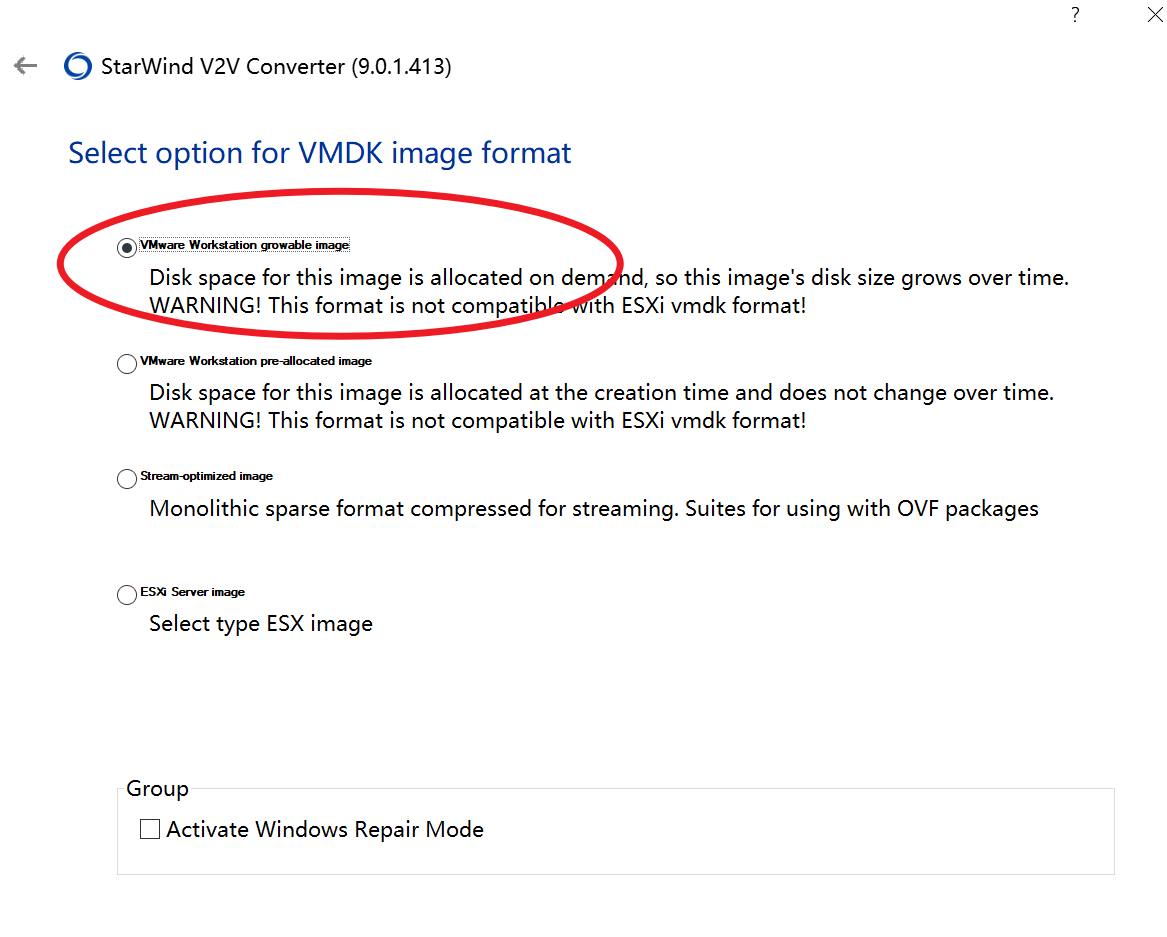 ?
StarWind V2V Converter (9.0.1.413)
Select option for VMDK image format
VMware Workstation growable image
Disk space for this image is allocated on demand, so this image's disk size grows over time.
WARNING! This format is not compatible with ESXi vmdk format!
VMware Workstation pre-allocated image
Disk space for this image is allocated at the creation time and does not change over time.
WARNING! This format is not compatible with ESXi vmdk format!
Stream-optimized image
Monolithic sparse format compressed for streaming. Suites for using with OVF packages
ESXi Server image
Select type ESX image
Group
Activate Windows Repair Mode